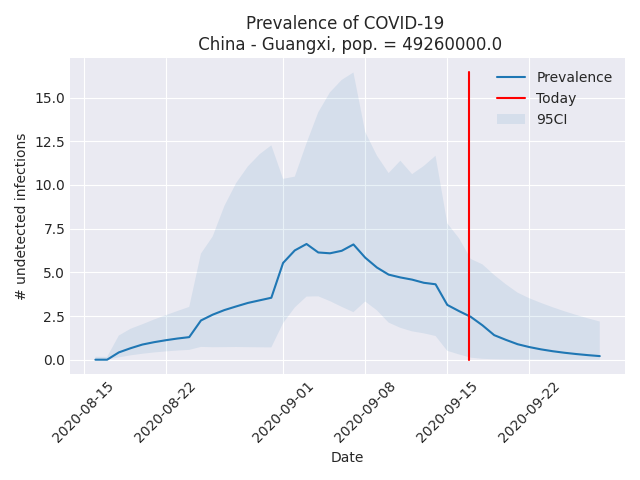 Prevalence of COVID-19
China - Guangxi, pop. = 49260000.0
Prevalence
Today
95CI
15.0
12.5
10.0
7.5
5.0
2.5
0.0
# undetected infections
2020-08-15
2020-08-22
2020-09-01
2020-09-08
2020-09-15
2020-09-22
Date